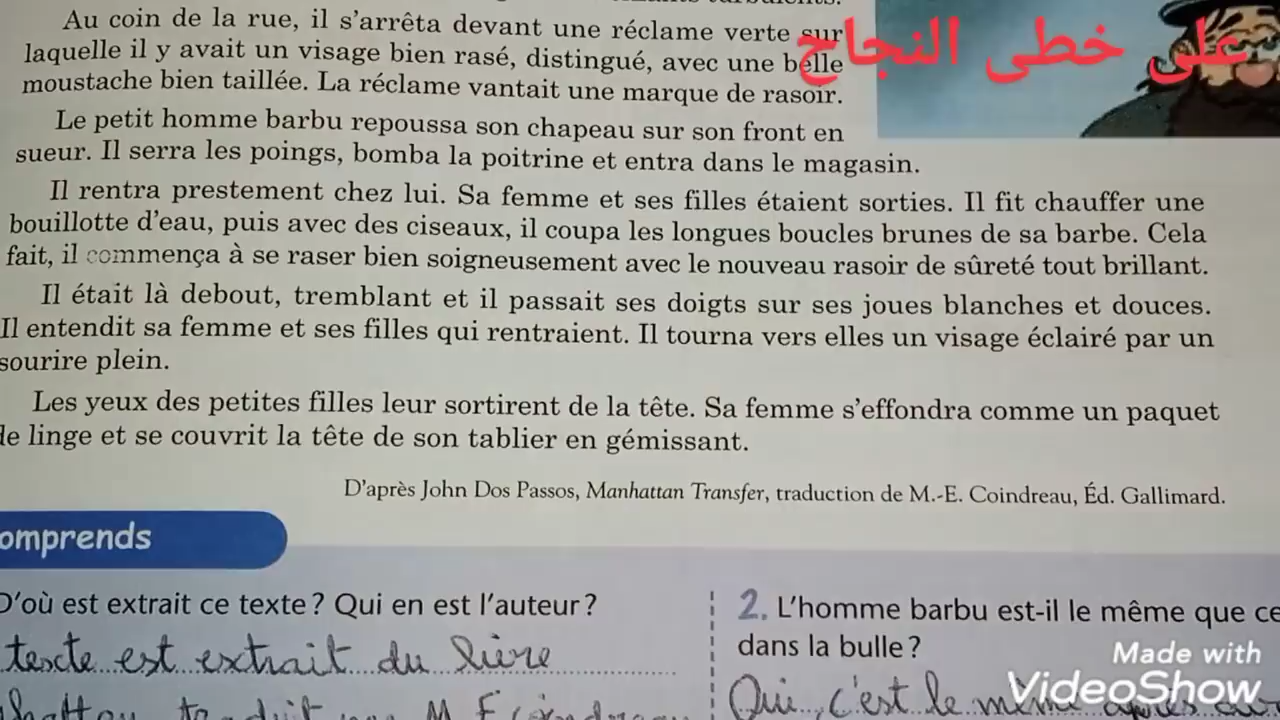 Au coin de la rue, il s'arrêta devant une réclame verte sur
laquelle il y avait un visage bien rasé, distingué, avec une belle
moustache bien taillée. La réclame vantait une marque de rasoir.
على خطى النجاح
Le petit homme barbu repoussa son chapeau sur son front en
sueur. Il serra les poings, bomba la poitrine et entra dans le magasin.
Il rentra prestement chez lui. Sa femme et ses filles étaient sorties. Il fit chauffer une
bouillotte d'eau, puis avec des ciseaux, il coupa les longues boucles brunes de sa barbe. Cela
fait, il commença à se raser bien soigneusement avec le nouveau rasoir de sûreté tout brillant.
Il était là debout, tremblant et il passait ses doigts sur ses joues blanches et douces.
Il entendit sa femme et ses filles qui rentraient. Il tourna vers elles un visage éclairé par un
sourire plein.
Les yeux des petites filles leur sortirent de la tête. Sa femme s'effondra comme un paquet
de linge et se couvrit la tête de son tablier en gémissant.
D'après John Dos Passos, Manhattan Transfer, traduction de M.-E. Coindreau, Éd. Gallimard.
omprends
D'où est extrait ce texte ? Qui en est l'auteur ?
texte est extrait du livre
2. L'homme barbu est-il le même que ce
dans la bulle ?
Oui, c'est le même après
Made with
VideoShow